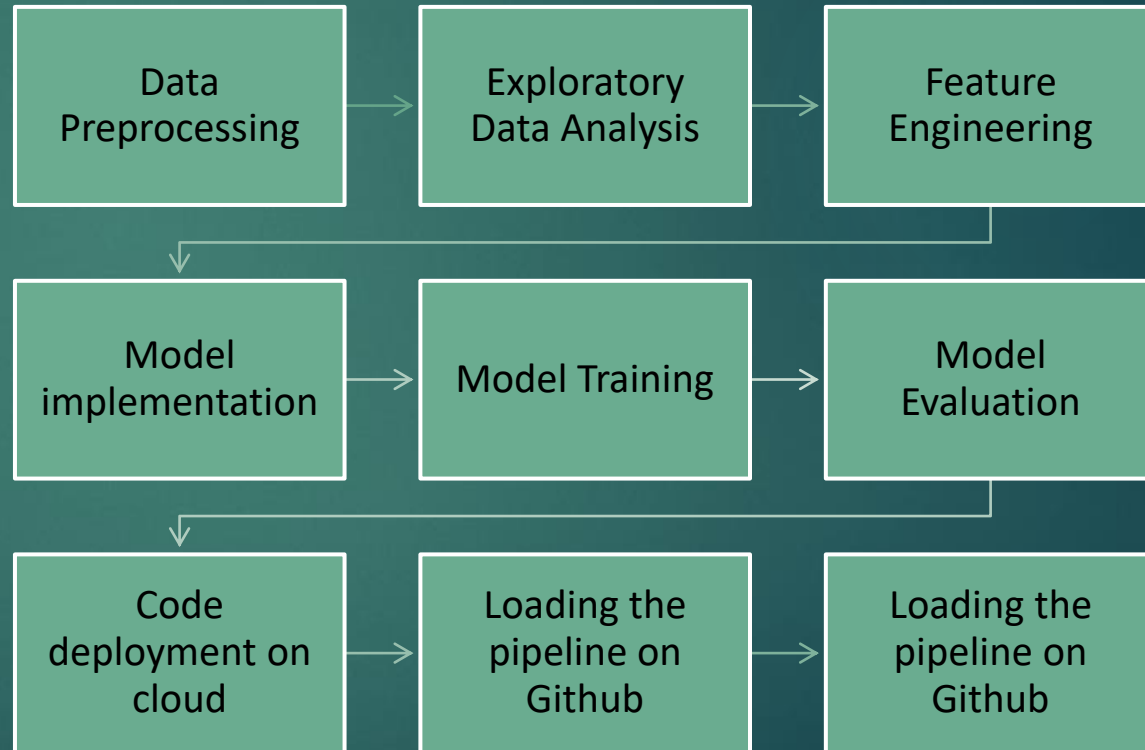 Data
Preprocessing
Exploratory
Data Analysis
Feature
Engineering
Model
implementation
Model Training
Model
Evaluation
Code
deployment on
cloud
Loading the
pipeline on
Github
Loading the
pipeline on
Github